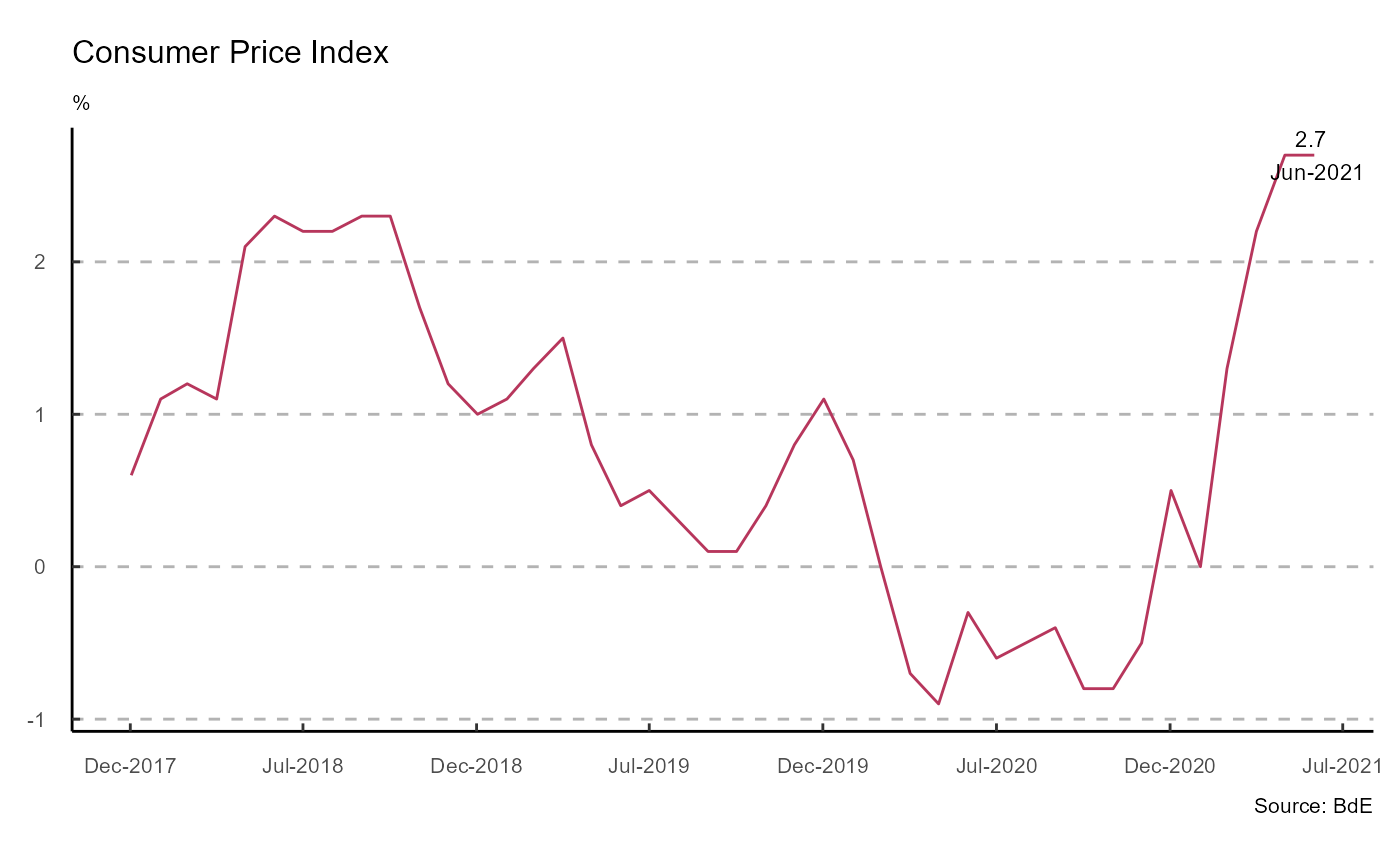 Consumer Price Index
%
2.7
Jun-2021
2
1
0
-1
Dec-2017 Jul-2018 Dec-2018 Jul-2019 Dec-2019 Jul-2020 Dec-2020 Jul-2021
Source: BdE